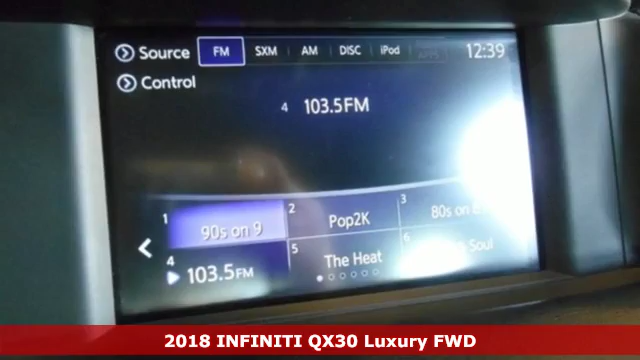 Source FM SXM AM DISC iPod APPS 12:39
Control
4 103.5FM
1 90s on 9
2 Pop2K
3 80s on
4 103.5FM
5 The Heat
6 Soul
2018 INFINITI QX30 Luxury FWD